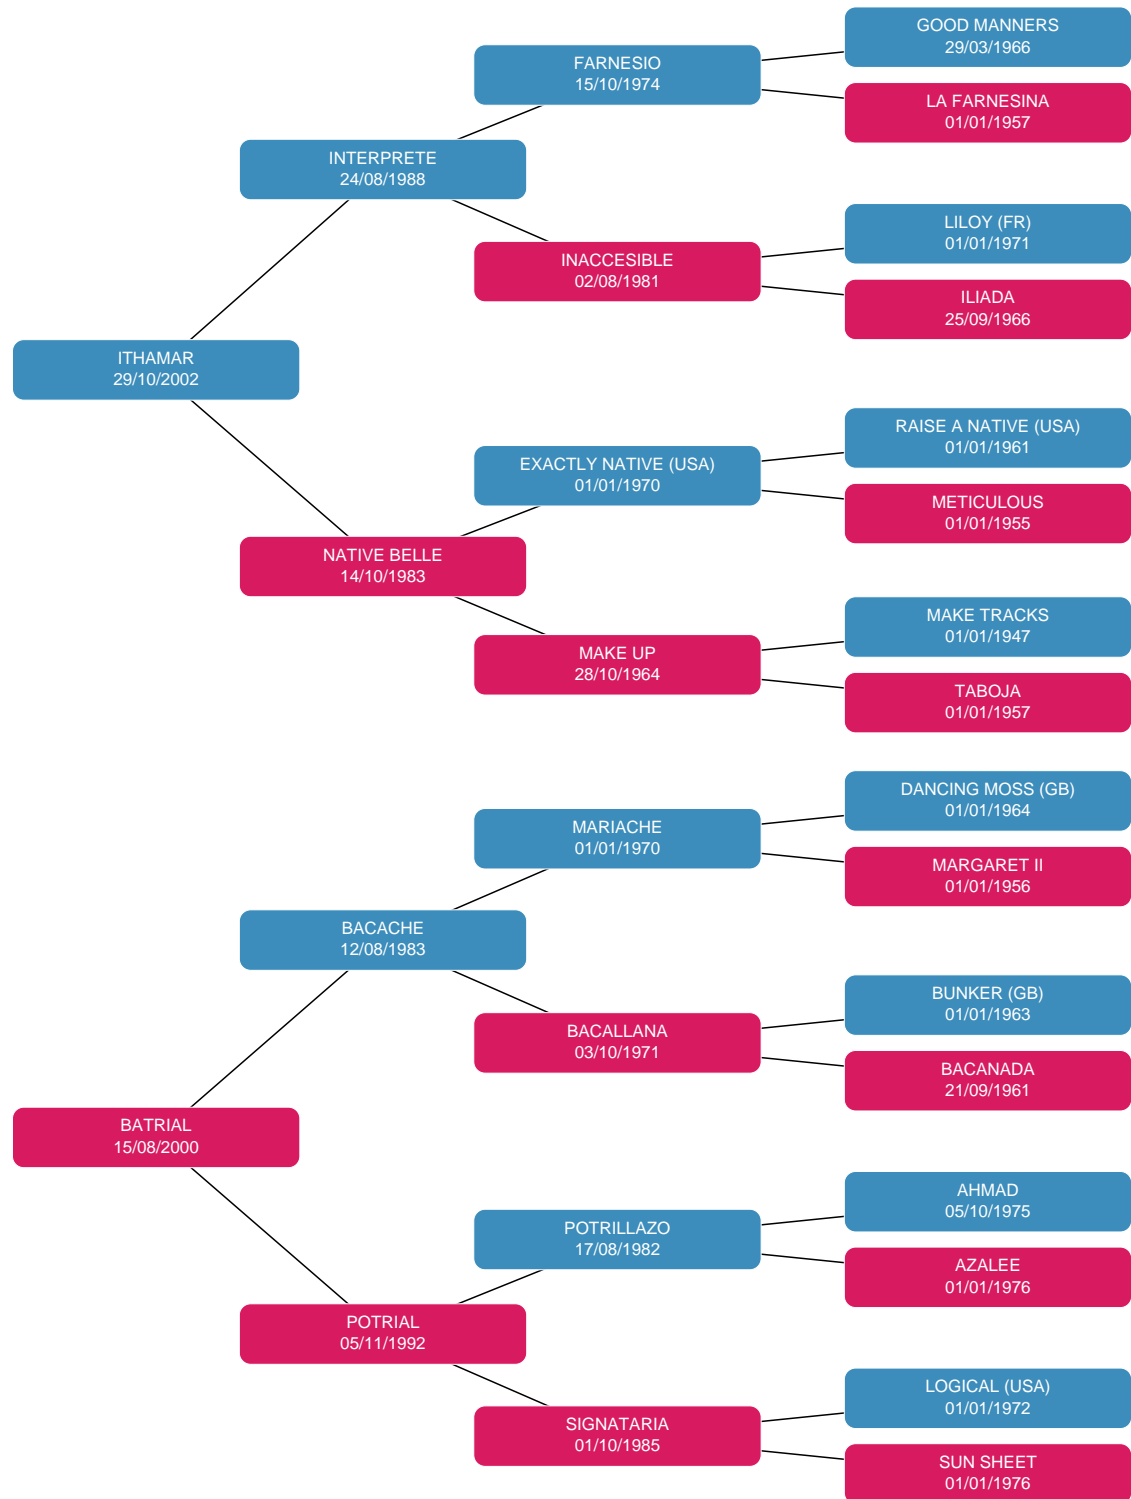 GOOD MANNERS
29/03/1966
FARNESIO
15/10/1974
LA FARNESINA
01/01/1957
INTERPRETE
24/08/1988
LILOY (FR)
01/01/1971
INACCESIBLE
02/08/1981
ILIADA
25/09/1966
ITHAMAR
29/10/2002
RAISE A NATIVE (USA)
01/01/1961
EXACTLY NATIVE (USA)
01/01/1970
METICULOUS
01/01/1955
NATIVE BELLE
14/10/1983
MAKE TRACKS
01/01/1947
MAKE UP
28/10/1964
TABOJA
01/01/1957
DANCING MOSS (GB)
01/01/1964
MARIACHE
01/01/1970
MARGARET II
01/01/1956
BACACHE
12/08/1983
BUNKER (GB)
01/01/1963
BACALLANA
03/10/1971
BACANADA
21/09/1961
BATRIAL
15/08/2000
AHMAD
05/10/1975
POTRILLAZO
17/08/1982
AZALEE
01/01/1976
POTRIAL
05/11/1992
LOGICAL (USA)
01/01/1972
SIGNATARIA
01/10/1985
SUN SHEET
01/01/1976